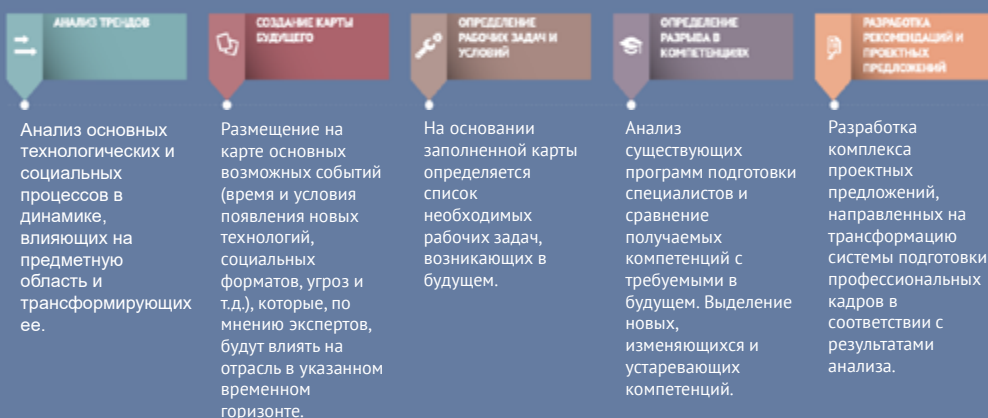 АНАЛИЗ ТРЕНДОВ
Анализ основных
технологических и
социальных
процессов в
динамике,
влияющих на
предметную
область и
трансформирующих
ее.
СОЗДАНИЕ КАРТЫ
БУДУЩЕГО
Размещение на
карте основных
возможных событий
(время и условия
появления новых
технологий,
социальных
форматов, угроз и
т.д.), которые, по
мнению экспертов,
будут влиять на
отрасль в указанном
временном
горизонте.
ОПРЕДЕЛЕНИЕ
РАБОЧИХ ЗАДАЧ И
УСЛОВИЙ
На основании
заполненной карты
определяется
список
необходимых
рабочих задач,
возникающих в
будущем.
ОПРЕДЕЛЕНИЕ
РАЗРЫВА В
КОМПЕТЕНЦИЯХ
Анализ
существующих
программ подготовки
специалистов и
сравнение
получаемых
компетенций с
требуемыми в
будущем. Выделение
новых,
изменяющихся и
устаревающих
компетенций.
РАЗРАБОТКА
РЕКОМЕНДАЦИЙ И
ПРОЕКТНЫХ
ПРЕДЛОЖЕНИЙ
Разработка
комплекса
проектных
предложений,
направленных на
трансформацию
системы подготовки
профессиональных
кадров в
соответствии с
результатами
анализа.